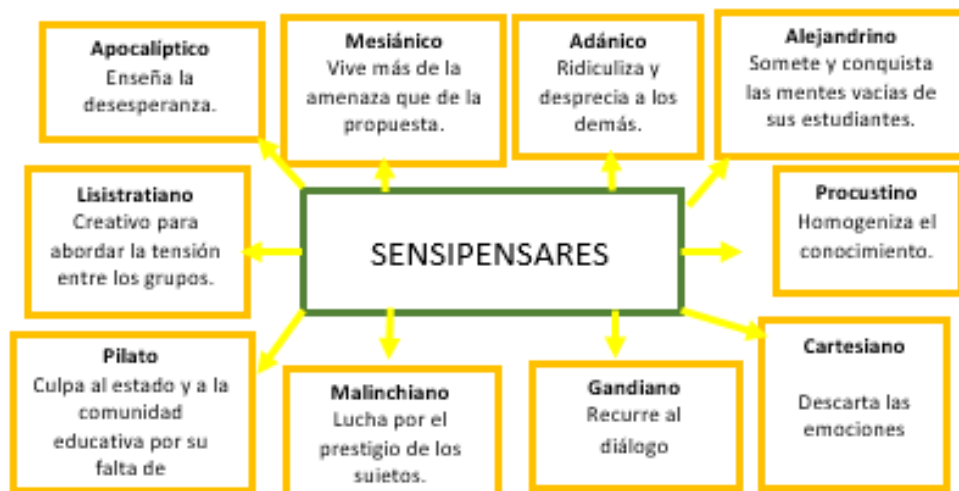 Apocalíptico
Enseña la
desesperanza.
Mesiánico
Vive más de la
amenaza que de la
propuesta.
Adánico
Ridiculiza y
desprecia a los
demás.
Alejandrino
Somete y conquista
las mentes vacías de
sus estudiantes.
Lisistratiano
Creativo para
abordar la tensión
entre los grupos.
SENSIPENSARES
Procustino
Homogeniza el
conocimiento.
Pilato
Culpa al estado y a la
comunidad
educativa por su
falta de
Malinchiano
Lucha por el
prestigio de los
sujetos.
Gandiano
Recurre al
diálogo
Cartesiano
Descarta las
emociones